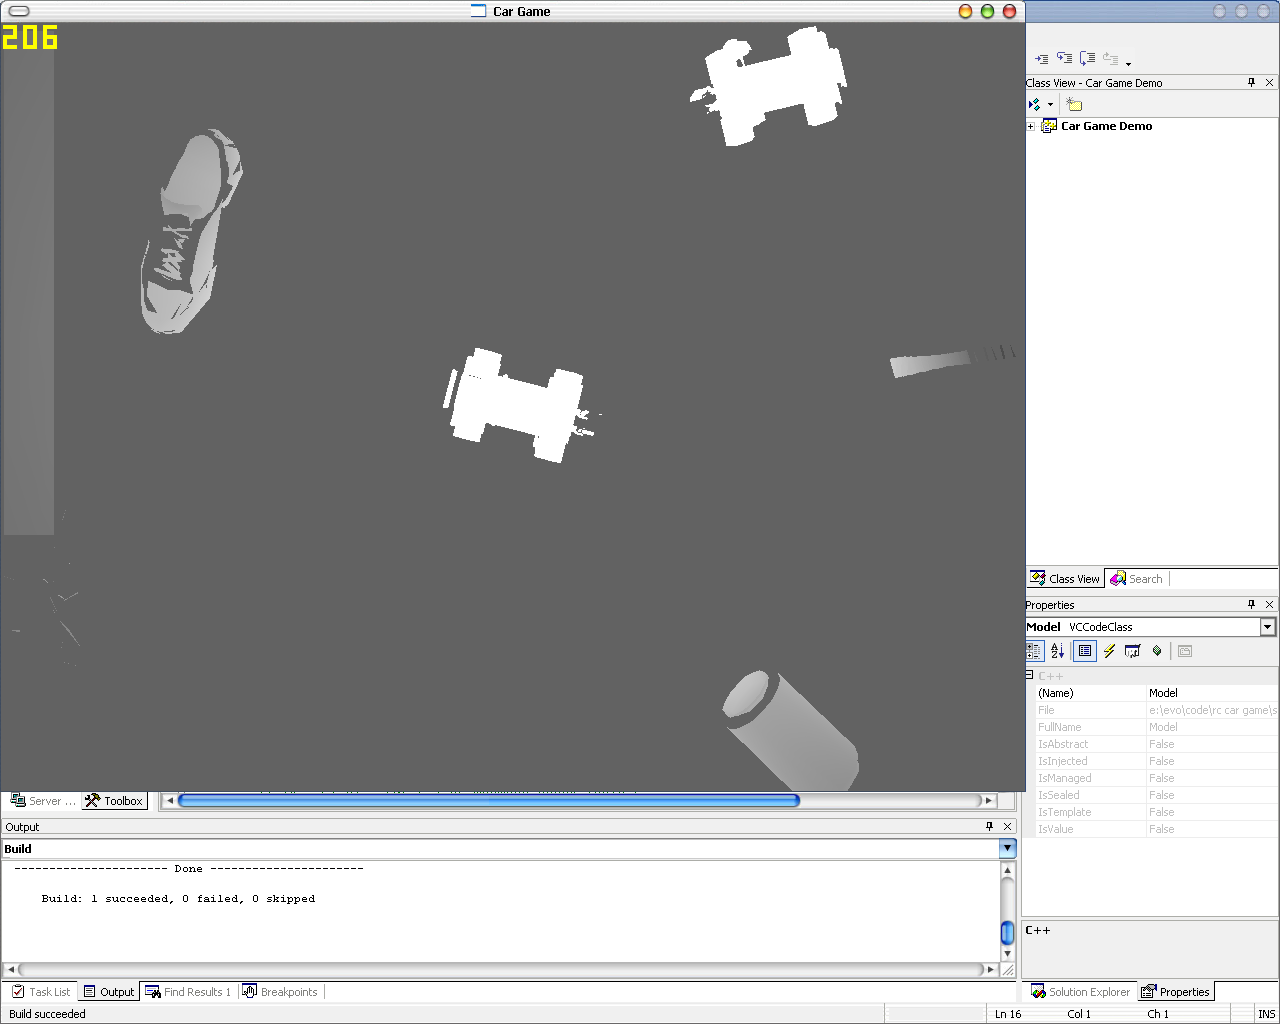 Car Game
206
Class View - Car Game Demo
Car Game Demo
Class View
Search
Properties
Model VCCodeClass
C++
(Name) Model
File e:\evo\code\rc car game\s
FullName Model
IsAbstract False
IsInjected False
IsManaged False
IsSealed False
IsTemplate False
IsValue False
Server ...
Toolbox
Output
Build
---------------------- Done ----------------------
Build: 1 succeeded, 0 failed, 0 skipped
C++
Task List
Output
Find Results 1
Breakpoints
Solution Explorer
Properties
Build succeeded
Ln 16
Col 1
Ch 1
INS